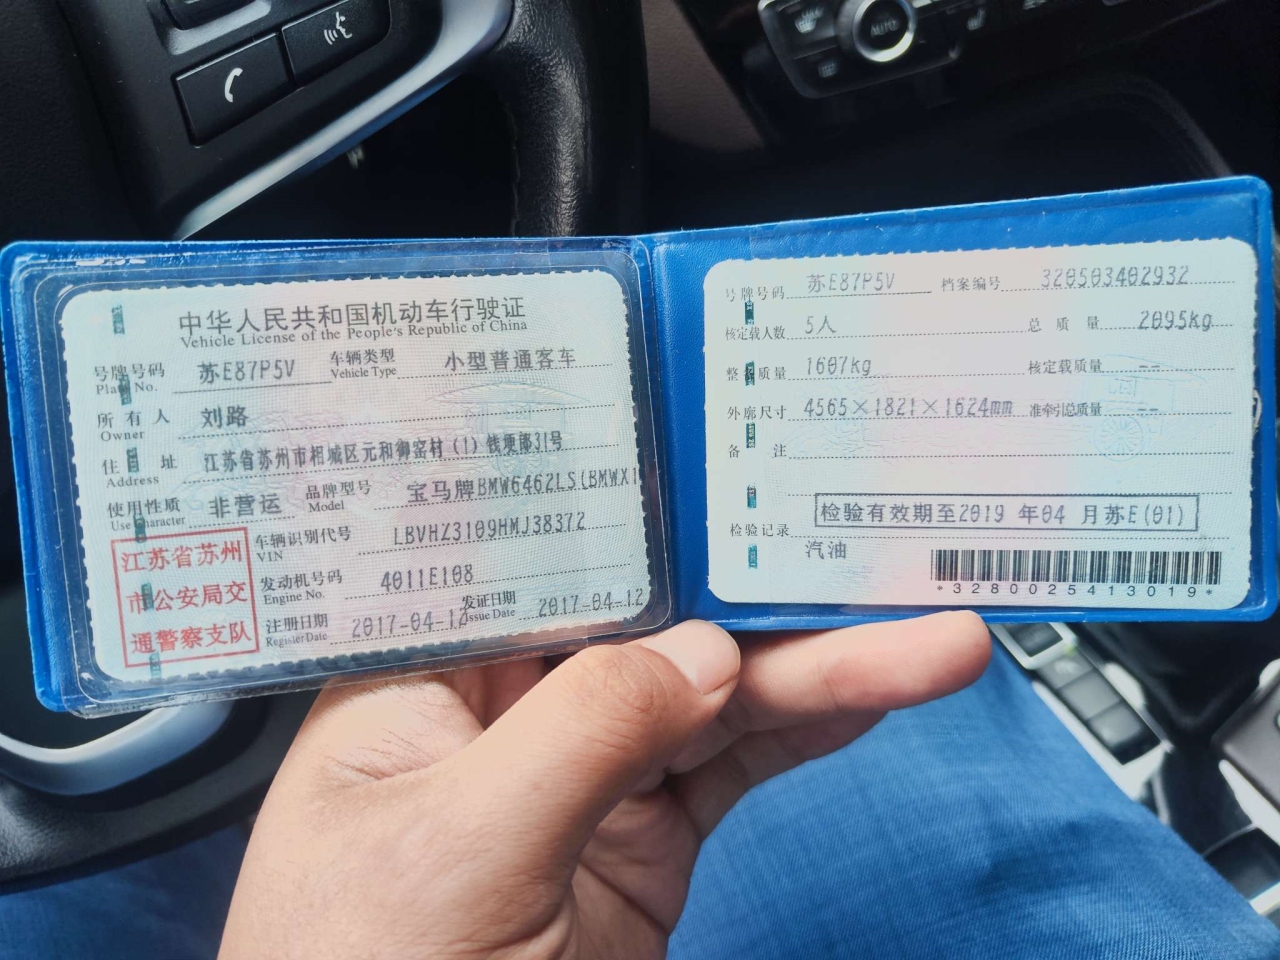 AUTO
中华人民共和国机动车行驶证
Vehicle License of the People's Republic of China
号牌号码 苏E87P5V 车辆类型 小型普通客车
Plate No. Vehicle Type
所有人 刘路
Owner
住址 江苏省苏州市相城区元和御窑村(1)钱埂郎31号
Address
使用性质 非营运 品牌型号 宝马牌BMW6462LS(BMWX1
Use Character Model
江苏省苏州
市公安局交
通警察支队
车辆识别代号 LBVHZ3109HMJ38372
VIN
发动机号码 4011E108
Engine No.
注册日期 2017-04-12 发证日期 2017-04-12
Register Date Issue Date
号牌号码 苏E87P5V 档案编号 320503402932
核定载人数 5人 总质量 2095kg
整备质量 1607kg 核定载质量 --
外廓尺寸 4565×1821×1624mm 准牵引总质量 --
备注
检验记录 检验有效期至2019 年04 月苏E(01)
汽油
*3280025413019*